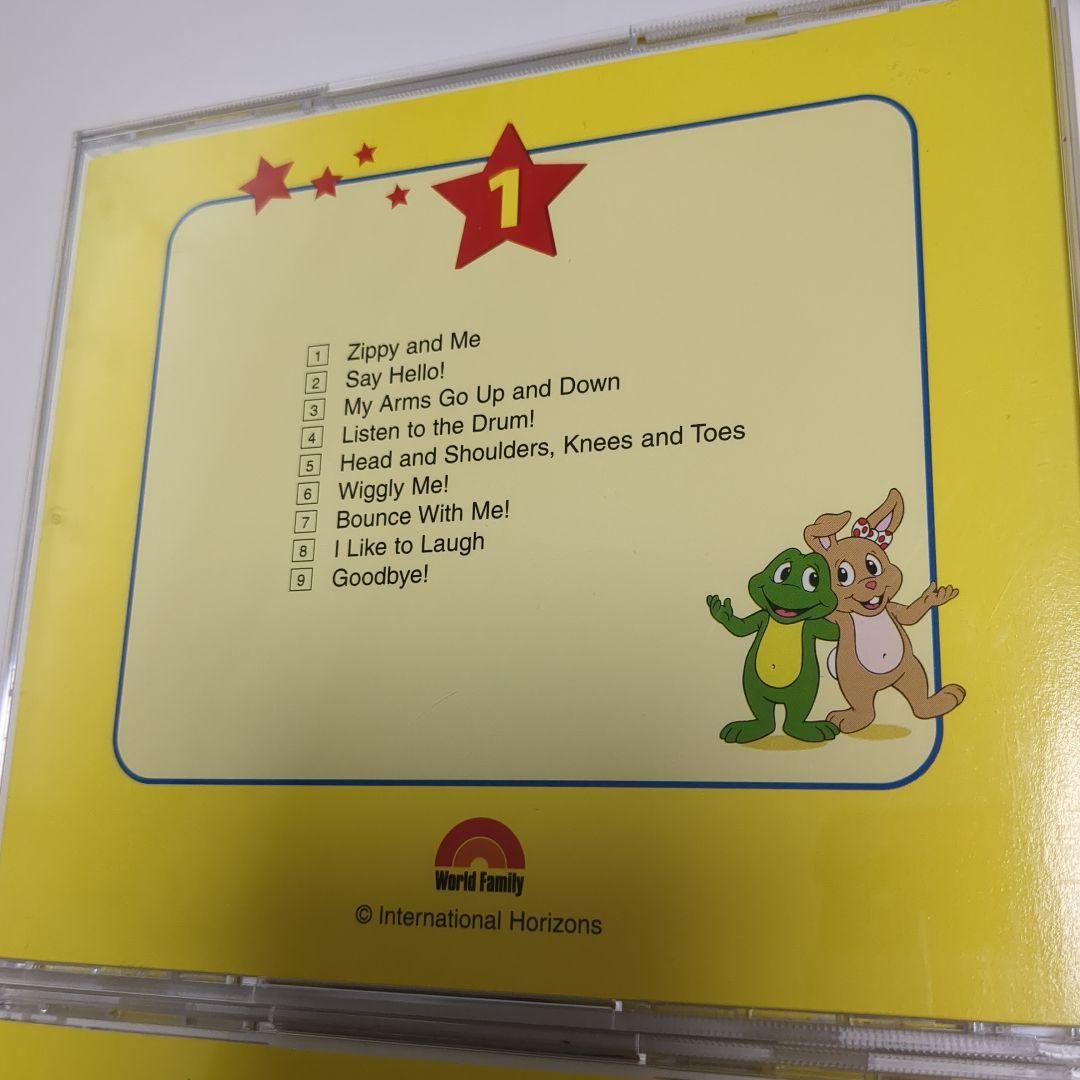 1
1 Zippy and Me
2 Say Hello!
3 My Arms Go Up and Down
4 Listen to the Drum!
5 Head and Shoulders, Knees and Toes
6 Wiggly Me!
7 Bounce With Me!
8 I Like to Laugh
9 Goodbye!
World Family
© International Horizons